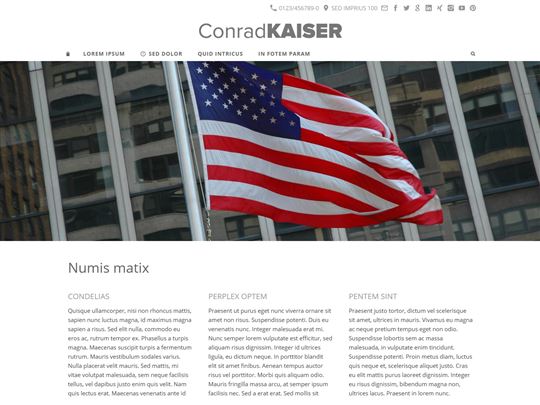 0123/456789-0 SEO IMPRIUS 100
ConradKAISER
LOREM IPSUM SED DOLOR QUID INTRICUS IN FOTEM PARAM
Numis matix
CONDELIAS
Quisque ullamcorper, nisi non rhoncus mattis,
sapien nunc luctus magna, id maximus magna
sapien a risus. Sed elit nulla, commodo eu
eros ac, rutrum tempor ex. Phasellus a turpis
magna. Maecenas suscipit turpis a fermentum
rutrum. Mauris vestibulum sodales varius.
Nulla placerat velit mauris. Sed mattis, mi
vitae volutpat malesuada, sem neque facilisis
tellus, vel dapibus justo enim quis velit. Nam
quis lectus erat. Maecenas venenatis ante id
PERPLEX OPTEM
Praesent ut purus eget nunc viverra ornare sit
amet non risus. Suspendisse potenti. Duis eu
venenatis nunc. Integer malesuada erat mi.
Nunc semper lorem vulputate est efficitur, sed
aliquam risus dignissim. Integer ut ultrices
ligula, eu dictum neque. In porttitor blandit
elit sit amet finibus. Aenean tempus auctor
risus vel porttitor. Morbi quis aliquam odio.
Mauris fringilla massa arcu, at semper ipsum
facilisis nec. Sed a erat erat. Sed mollis sit
PENTEM SINT
Praesent justo tortor, dictum vel scelerisque
sit amet, ultrices in mauris. Vivamus eu magna
ac neque pretium tempus eget non odio.
Suspendisse lobortis sem ac massa
malesuada, in vulputate enim tincidunt.
Suspendisse potenti. Proin metus diam, luctus
quis neque et, scelerisque aliquet justo. Cras
eu felis mattis, dignissim lorem eget, laoreet
ligula. Praesent aliquet dignissim lorem. Integer
eu risus dignissim, bibendum magna non,
ultrices lacus. Praesent in lorem nunc.